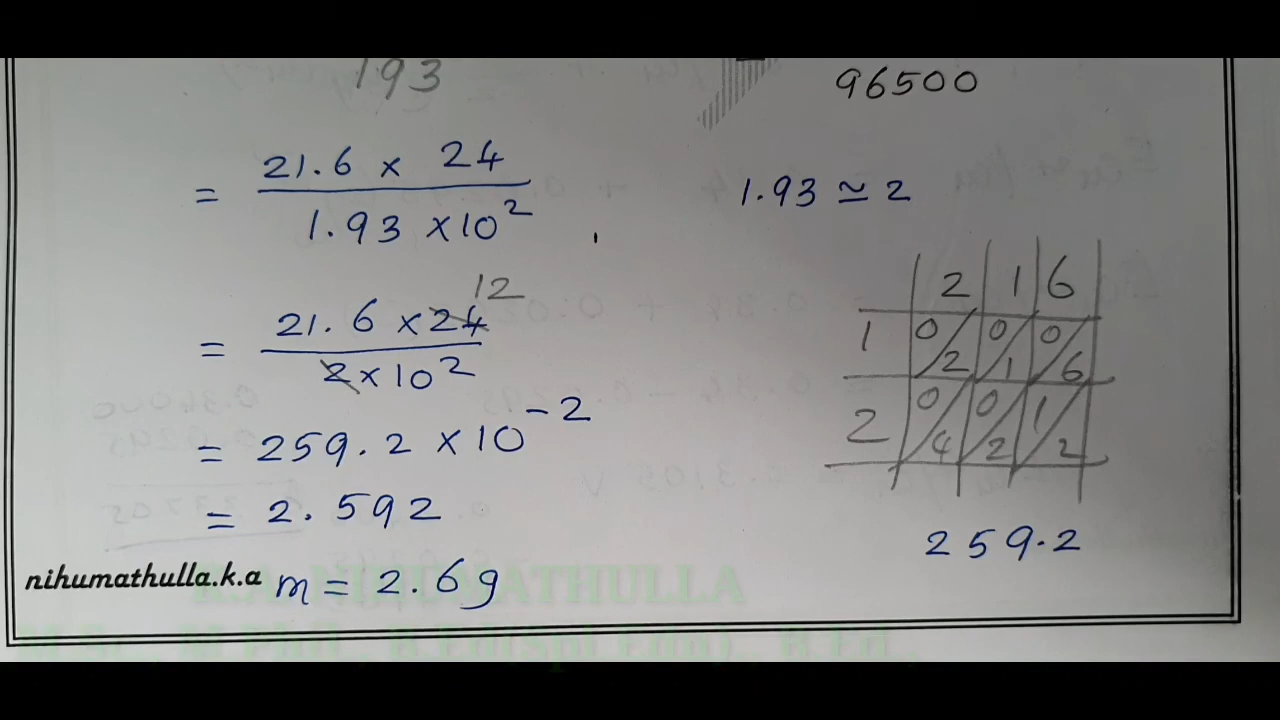 193
96500
= 21.6 x 24 / 1.93 x 10²
1.93 ≃ 2
= 21.6 x 24 / 2 x 10²
12
= 259.2 x 10⁻²
= 2.592
m = 2.6g
2 1 6
1 0 2 0 1 0 6
2 0 4 0 2 1 2
259.2
nihumathulla.k.a